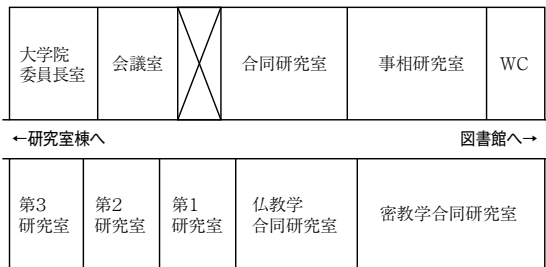 大学院
委員長室
会議室
合同研究室
事相研究室
WC
←研究室棟へ
図書館へ→
第3
研究室
第2
研究室
第1
研究室
仏教学
合同研究室
密教学合同研究室